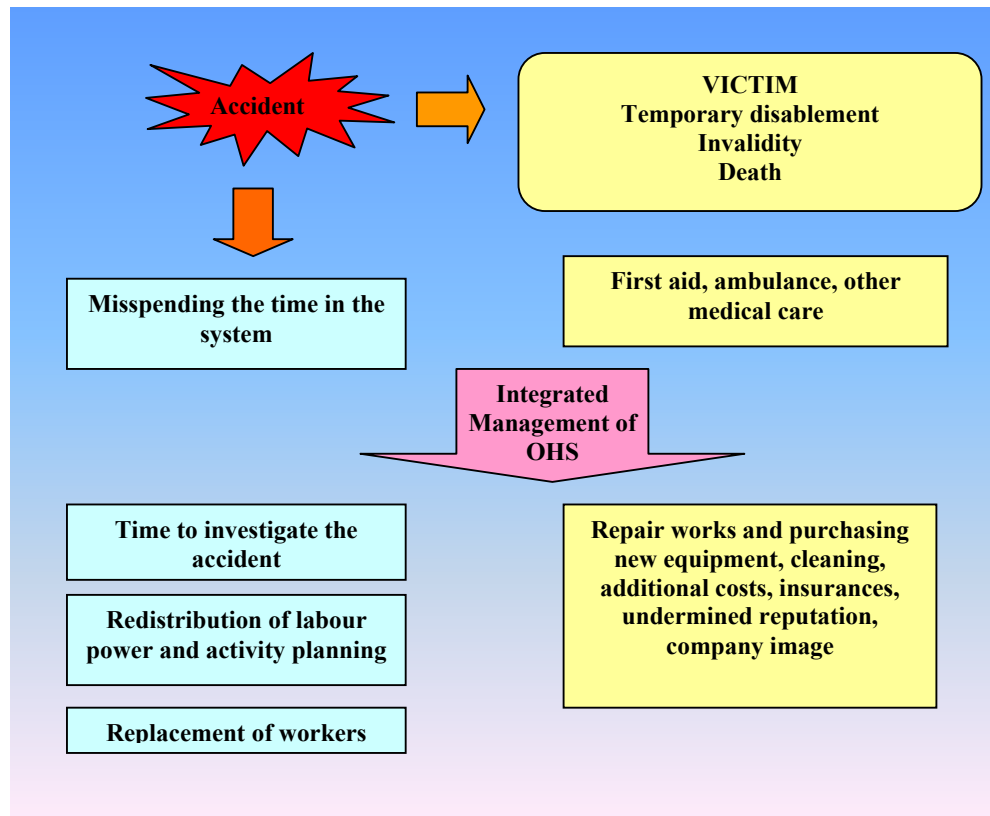 Accident
VICTIM
Temporary disablement
Invalidity
Death
Misspending the time in the
system
First aid, ambulance, other
medical care
Integrated
Management of
OHS
Time to investigate the
accident
Redistribution of labour
power and activity planning
Replacement of workers
Repair works and purchasing
new equipment, cleaning,
additional costs, insurances,
undermined reputation,
company image